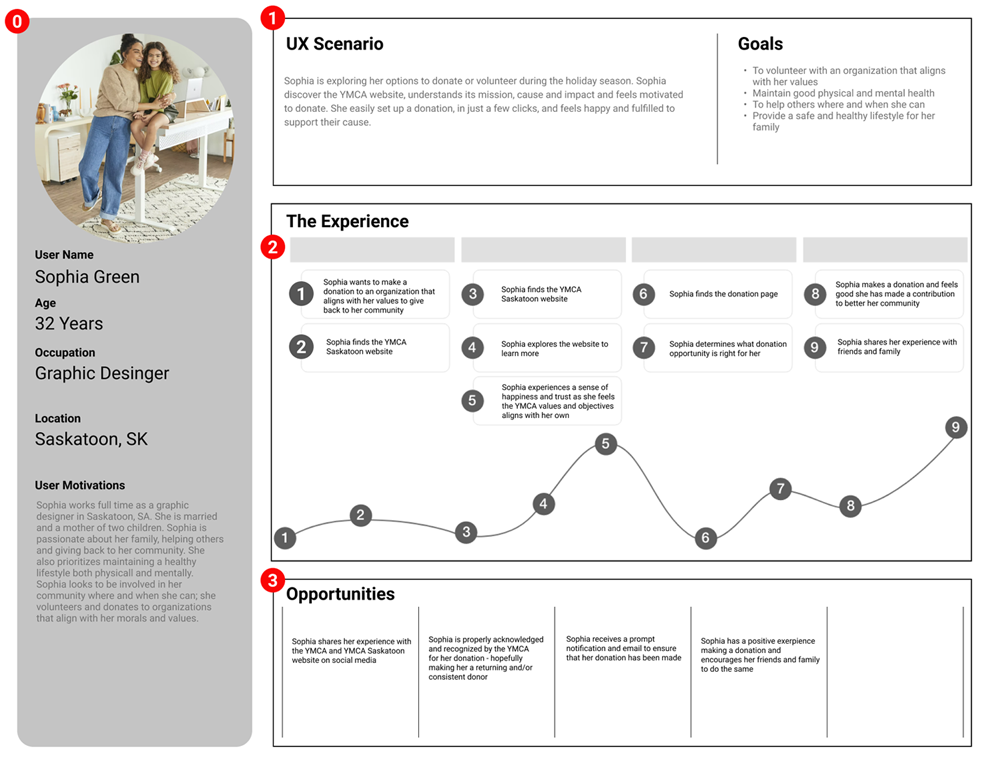 0
User Name
Sophia Green
Age
32 Years
Occupation
Graphic Desinger
Location
Saskatoon, SK
User Motivations
Sophia works full time as a graphic
designer in Saskatoon, SA. She is married
and a mother of two children. Sophia is
passionate about her family, helping others
and giving back to her community. She
also prioritizes maintaining a healthy
lifestyle both physicall and mentally.
Sophia looks to be involved in her
community where and when she can; she
volunteers and donates to organizations
that align with her morals and values.
1
UX Scenario
Sophia is exploring her options to donate or volunteer during the holiday season. Sophia
discover the YMCA website, understands its mission, cause and impact and feels motivated
to donate. She easily set up a donation, in just a few clicks, and feels happy and fulfilled to
support their cause.
Goals
• To volunteer with an organization that aligns
with her values
• Maintain good physical and mental health
• To help others where and when she can
• Provide a safe and healthy lifestyle for her
family
2
The Experience
1
Sophia wants to make a
donation to an organization that
aligns with her values to give
back to her community
2
Sophia finds the YMCA
Saskatoon website
3
Sophia finds the YMCA
Saskatoon website
4
Sophia explores the website to
learn more
5
Sophia experiences a sense of
happiness and trust as she feels
the YMCA values and objectives
aligns with her own
6
Sophia finds the donation page
7
Sophia determines what donation
opportunity is right for her
8
Sophia makes a donation and feels
good she has made a contribution
to better her community
9
Sophia shares her experience with
friends and family
1
2
3
4
5
6
7
8
9
3
Opportunities
Sophia shares her experience with
the YMCA and YMCA Saskatoon
website on social media
Sophia is properly acknowledged
and recognized by the YMCA
for her donation - hopefully
making her a returning and/or
consistent donor
Sophia receives a prompt
notification and email to ensure
that her donation has been made
Sophia has a positive exerpience
making a donation and
encourages her friends and family
to do the same